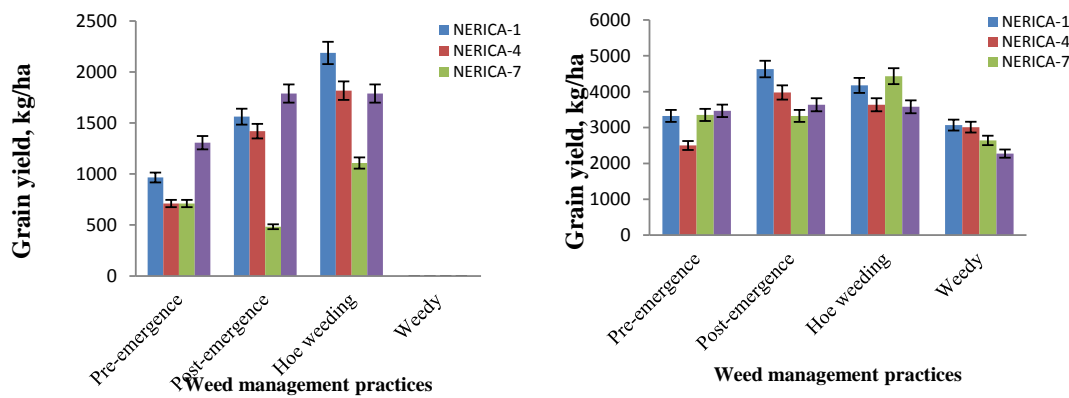 Grain yield, kg/ha
2500
2000
1500
1000
500
0
NERICA-1
NERICA-4
NERICA-7
Pre-emergence
Post-emergence
Hoe weeding
Weedy
Weed management practices
Grain yield, kg/ha
6000
5000
4000
3000
2000
1000
0
NERICA-1
NERICA-4
NERICA-7
Pre-emergence
Post-emergence
Hoe weeding
Weedy
Weed management practices